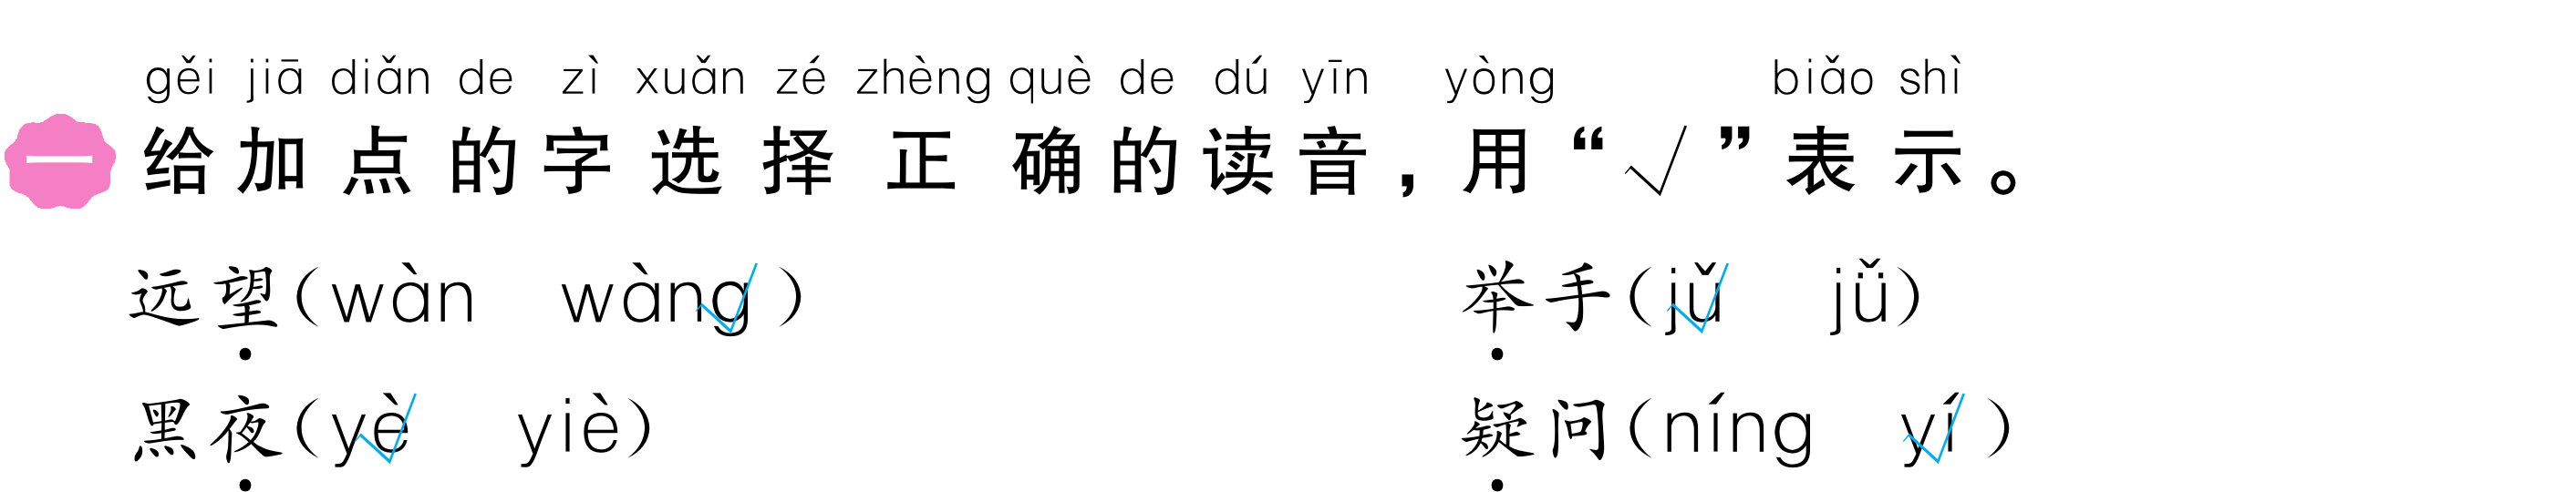 gěi jiā diǎn de zì xuǎn zé zhèng què de dú yīn yòng biǎo shì
一 给加点的字选择正确的读音，用“√”表示。
远望(wàn wàng√) 举手(jǔ√ jǚ)
黑夜(yè√ yiè) 疑问(níng yí√)